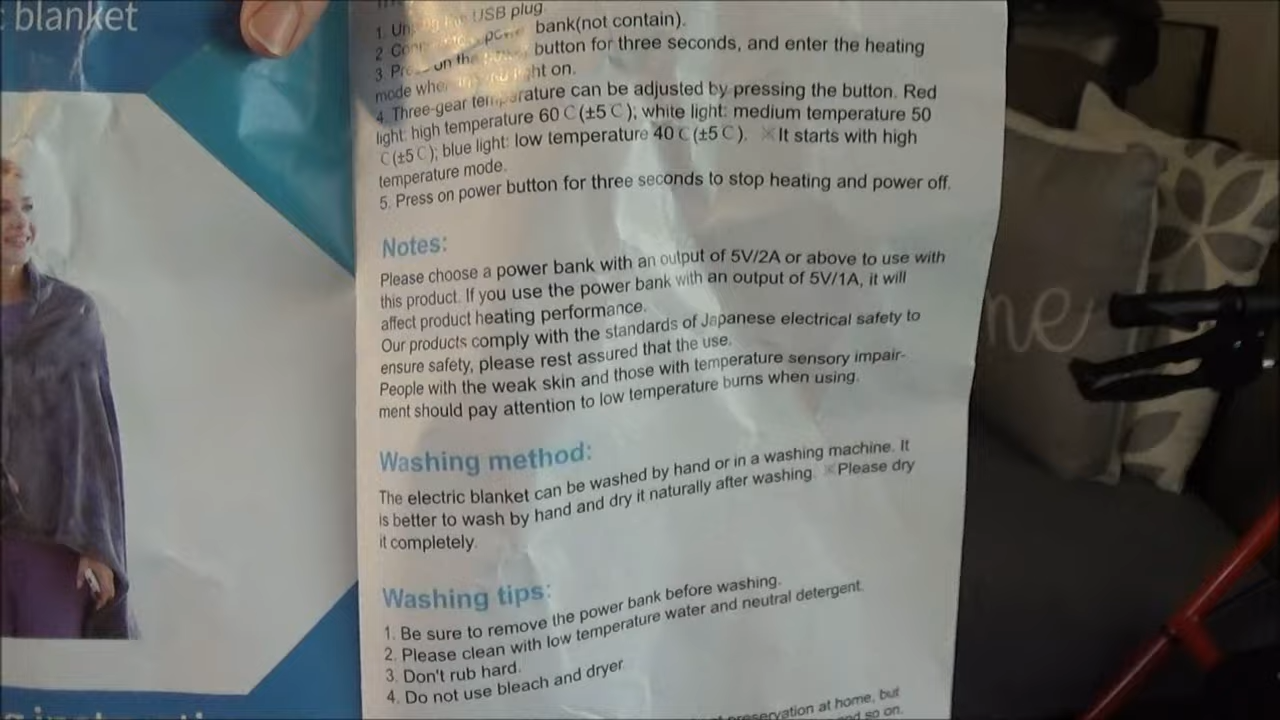 blanket
USB plug.
bank(not contain).
on the button for three seconds, and enter the heating
mode light on.
4. Three-gear temperature can be adjusted by pressing the button. Red
light: high temperature 60 C (±5 C ); white light: medium temperature 50
C (±5 C ); blue light: low temperature 40 C (±5 C ). ※It starts with high
temperature mode.
5. Press on power button for three seconds to stop heating and power off.
Notes:
Please choose a power bank with an output of 5V/2A or above to use with
this product. If you use the power bank with an output of 5V/1A, it will
affect product heating performance.
Our products comply with the standards of Japanese electrical safety to
ensure safety, please rest assured that the use.
People with the weak skin and those with temperature sensory impair-
ment should pay attention to low temperature burns when using.
Washing method:
The electric blanket can be washed by hand or in a washing machine. It
is better to wash by hand and dry it naturally after washing. ※Please dry
it completely.
Washing tips:
1. Be sure to remove the power bank before washing.
2. Please clean with low temperature water and neutral detergent.
3. Don't rub hard.
4. Do not use bleach and dryer
preservation at home, but
and so on.
me